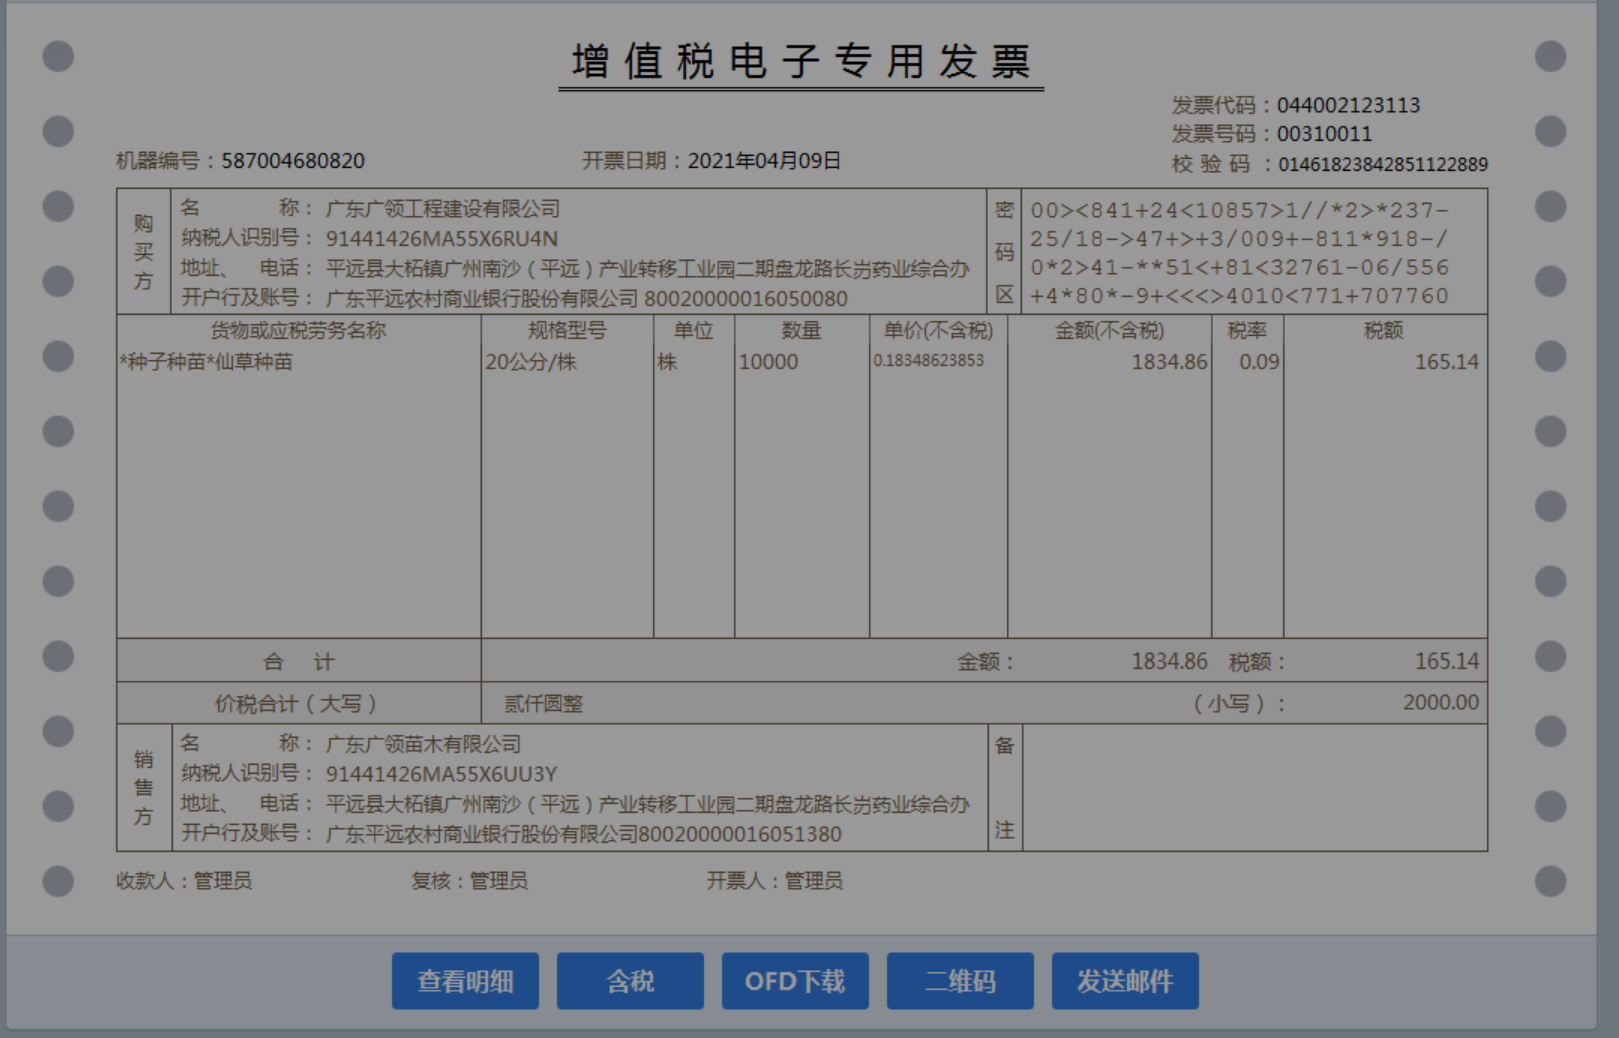 增值税电子专用发票
发票代码：044002123113
发票号码：00310011
机器编号：587004680820 开票日期：2021年04月09日 校验码：01461823842851122889
购买方
名称：广东广领工程建设有限公司
纳税人识别号：91441426MA55X6RU4N
地址、电话：平远县大柘镇广州南沙（平远）产业转移工业园二期盘龙路长岃药业综合办
开户行及账号：广东平远农村商业银行股份有限公司 80020000016050080
密码区
00><841+24<10857>1//*2>*237-
25/18->47+>+3/009+-811*918-/
0*2>41-**51<+81<32761-06/556
+4*80*-9+<<<>4010<771+707760
货物或应税劳务名称 规格型号 单位 数量 单价(不含税) 金额(不含税) 税率 税额
*种子种苗*仙草种苗 20公分/株 株 10000 0.18348623853 1834.86 0.09 165.14
合计 金额：1834.86 税额：165.14
价税合计（大写） 贰仟圆整 （小写）：2000.00
销售方
名称：广东广领苗木有限公司
纳税人识别号：91441426MA55X6UU3Y
地址、电话：平远县大柘镇广州南沙（平远）产业转移工业园二期盘龙路长岃药业综合办
开户行及账号：广东平远农村商业银行股份有限公司80020000016051380
备注
收款人：管理员 复核：管理员 开票人：管理员
查看明细 含税 OFD下载 二维码 发送邮件